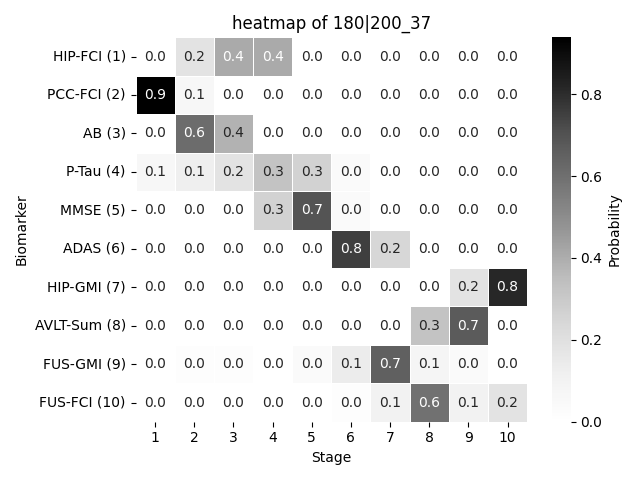 heatmap of 180|200_37
HIP-FCI (1) 0.0 0.2 0.4 0.4 0.0 0.0 0.0 0.0 0.0 0.0
PCC-FCI (2) 0.9 0.1 0.0 0.0 0.0 0.0 0.0 0.0 0.0 0.0
AB (3) 0.0 0.6 0.4 0.0 0.0 0.0 0.0 0.0 0.0 0.0
P-Tau (4) 0.1 0.1 0.2 0.3 0.3 0.0 0.0 0.0 0.0 0.0
MMSE (5) 0.0 0.0 0.0 0.3 0.7 0.0 0.0 0.0 0.0 0.0
ADAS (6) 0.0 0.0 0.0 0.0 0.0 0.8 0.2 0.0 0.0 0.0
HIP-GMI (7) 0.0 0.0 0.0 0.0 0.0 0.0 0.0 0.0 0.2 0.8
AVLT-Sum (8) 0.0 0.0 0.0 0.0 0.0 0.0 0.0 0.3 0.7 0.0
FUS-GMI (9) 0.0 0.0 0.0 0.0 0.0 0.1 0.7 0.1 0.0 0.0
FUS-FCI (10) 0.0 0.0 0.0 0.0 0.0 0.0 0.1 0.6 0.1 0.2
1 2 3 4 5 6 7 8 9 10
Stage
Biomarker
0.8
0.6
0.4
0.2
0.0
Probability